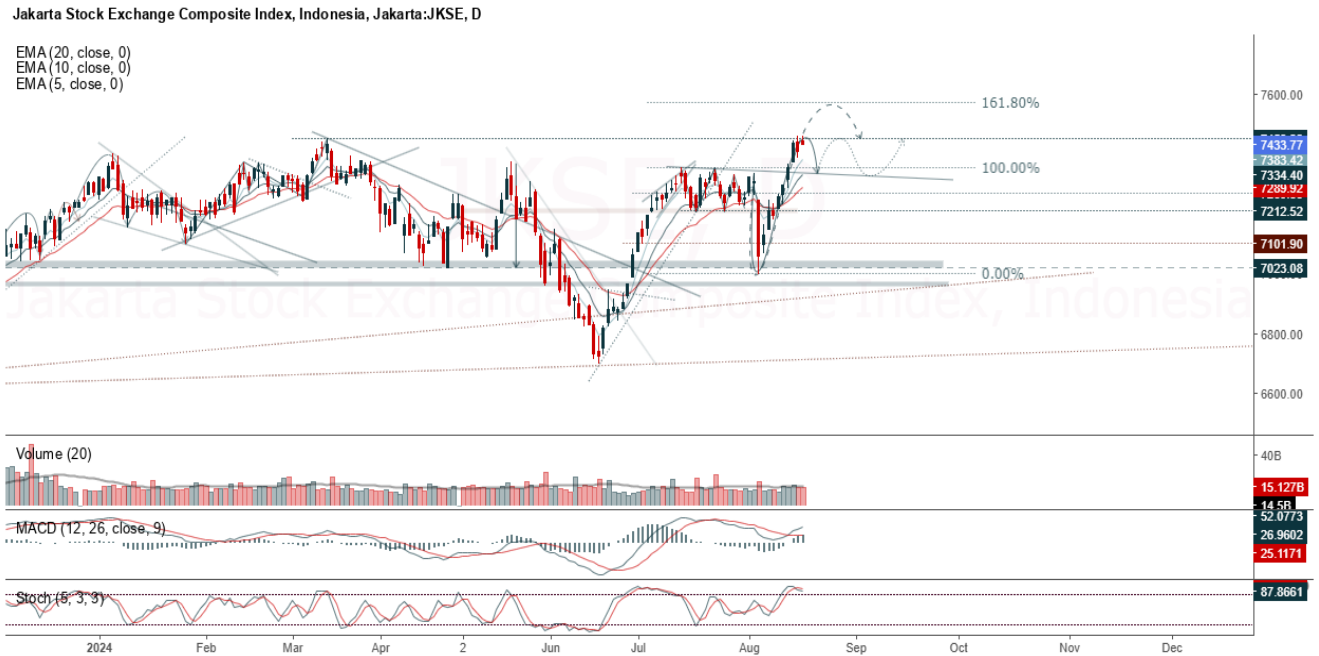 Jakarta Stock Exchange Composite Index, Indonesia, Jakarta:JKSE, D
EMA (20, close, 0)
EMA (10, close, 0)
EMA (5, close, 0)
161.80%
100.00%
0.00%
7600.00
7433.77
7383.42
7334.40
7289.92
7212.52
7101.90
7023.08
6800.00
6600.00
JKSE, D
Jakarta Stock Exchange Composite Index, Indonesia
Volume (20)
40B
15.127B
14.5B
MACD (12, 26, close, 9)
52.0773
26.9602
25.1171
Stoch (5, 3, 3)
87.8661
2024 Feb Mar Apr 2 Jun Jul Aug Sep Oct Nov Dec